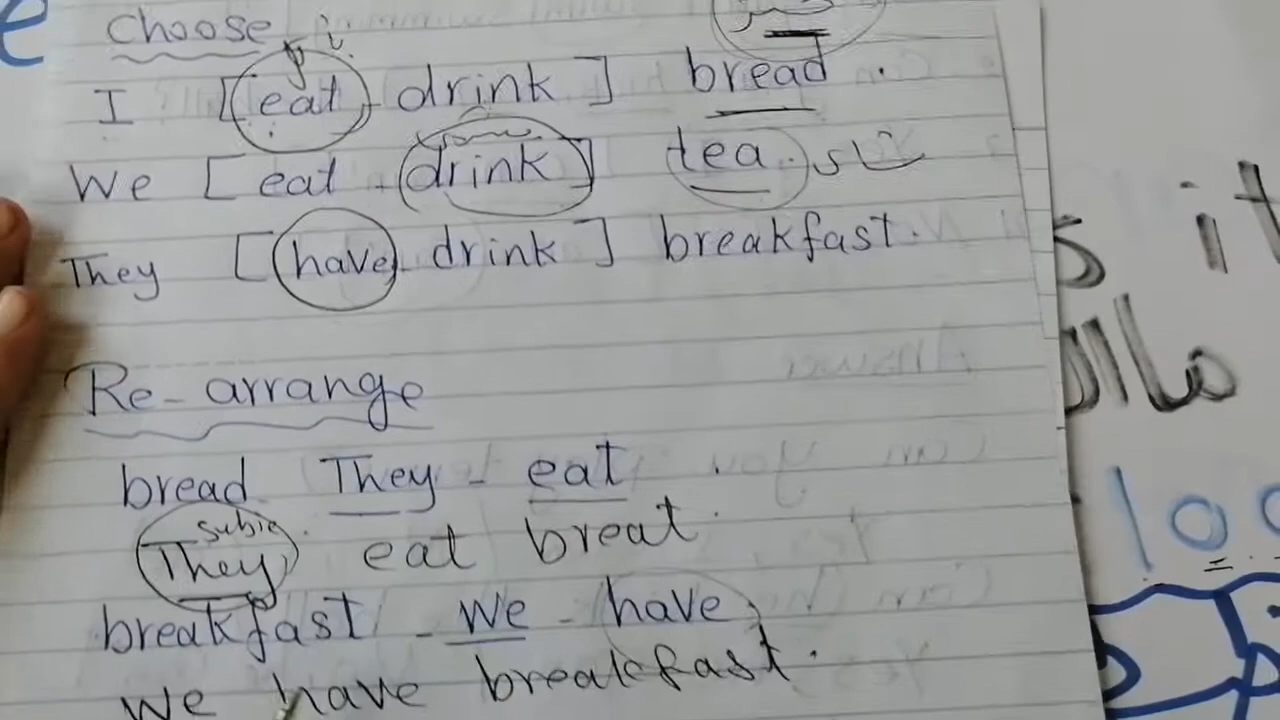 Choose
I [eat - drink] bread.
We [eat - drink] tea.
They [have - drink] breakfast.
Re-arrange
bread They - eat.
subje
They eat breat.
breakfast - we - have
We have breakfast.